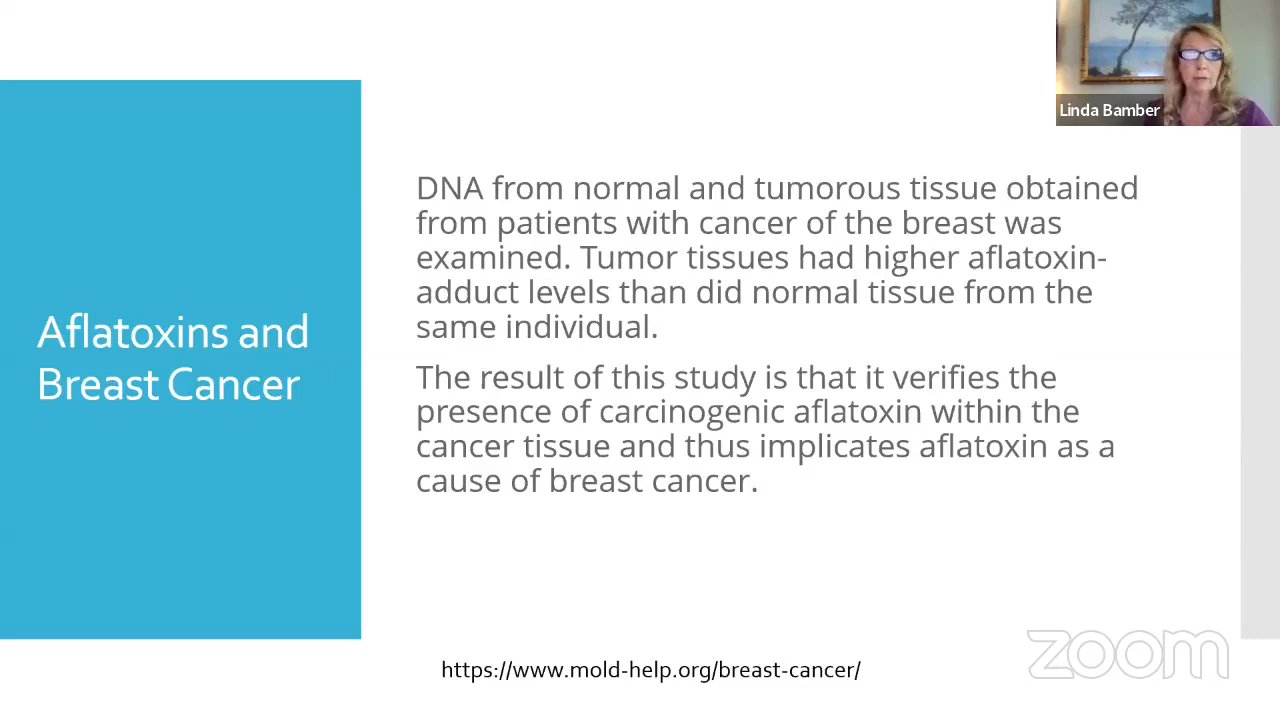 Linda Bamber
Aflatoxins and
Breast Cancer
DNA from normal and tumorous tissue obtained
from patients with cancer of the breast was
examined. Tumor tissues had higher aflatoxin-
adduct levels than did normal tissue from the
same individual.
The result of this study is that it verifies the
presence of carcinogenic aflatoxin within the
cancer tissue and thus implicates aflatoxin as a
cause of breast cancer.
https://www.mold-help.org/breast-cancer/
zoom